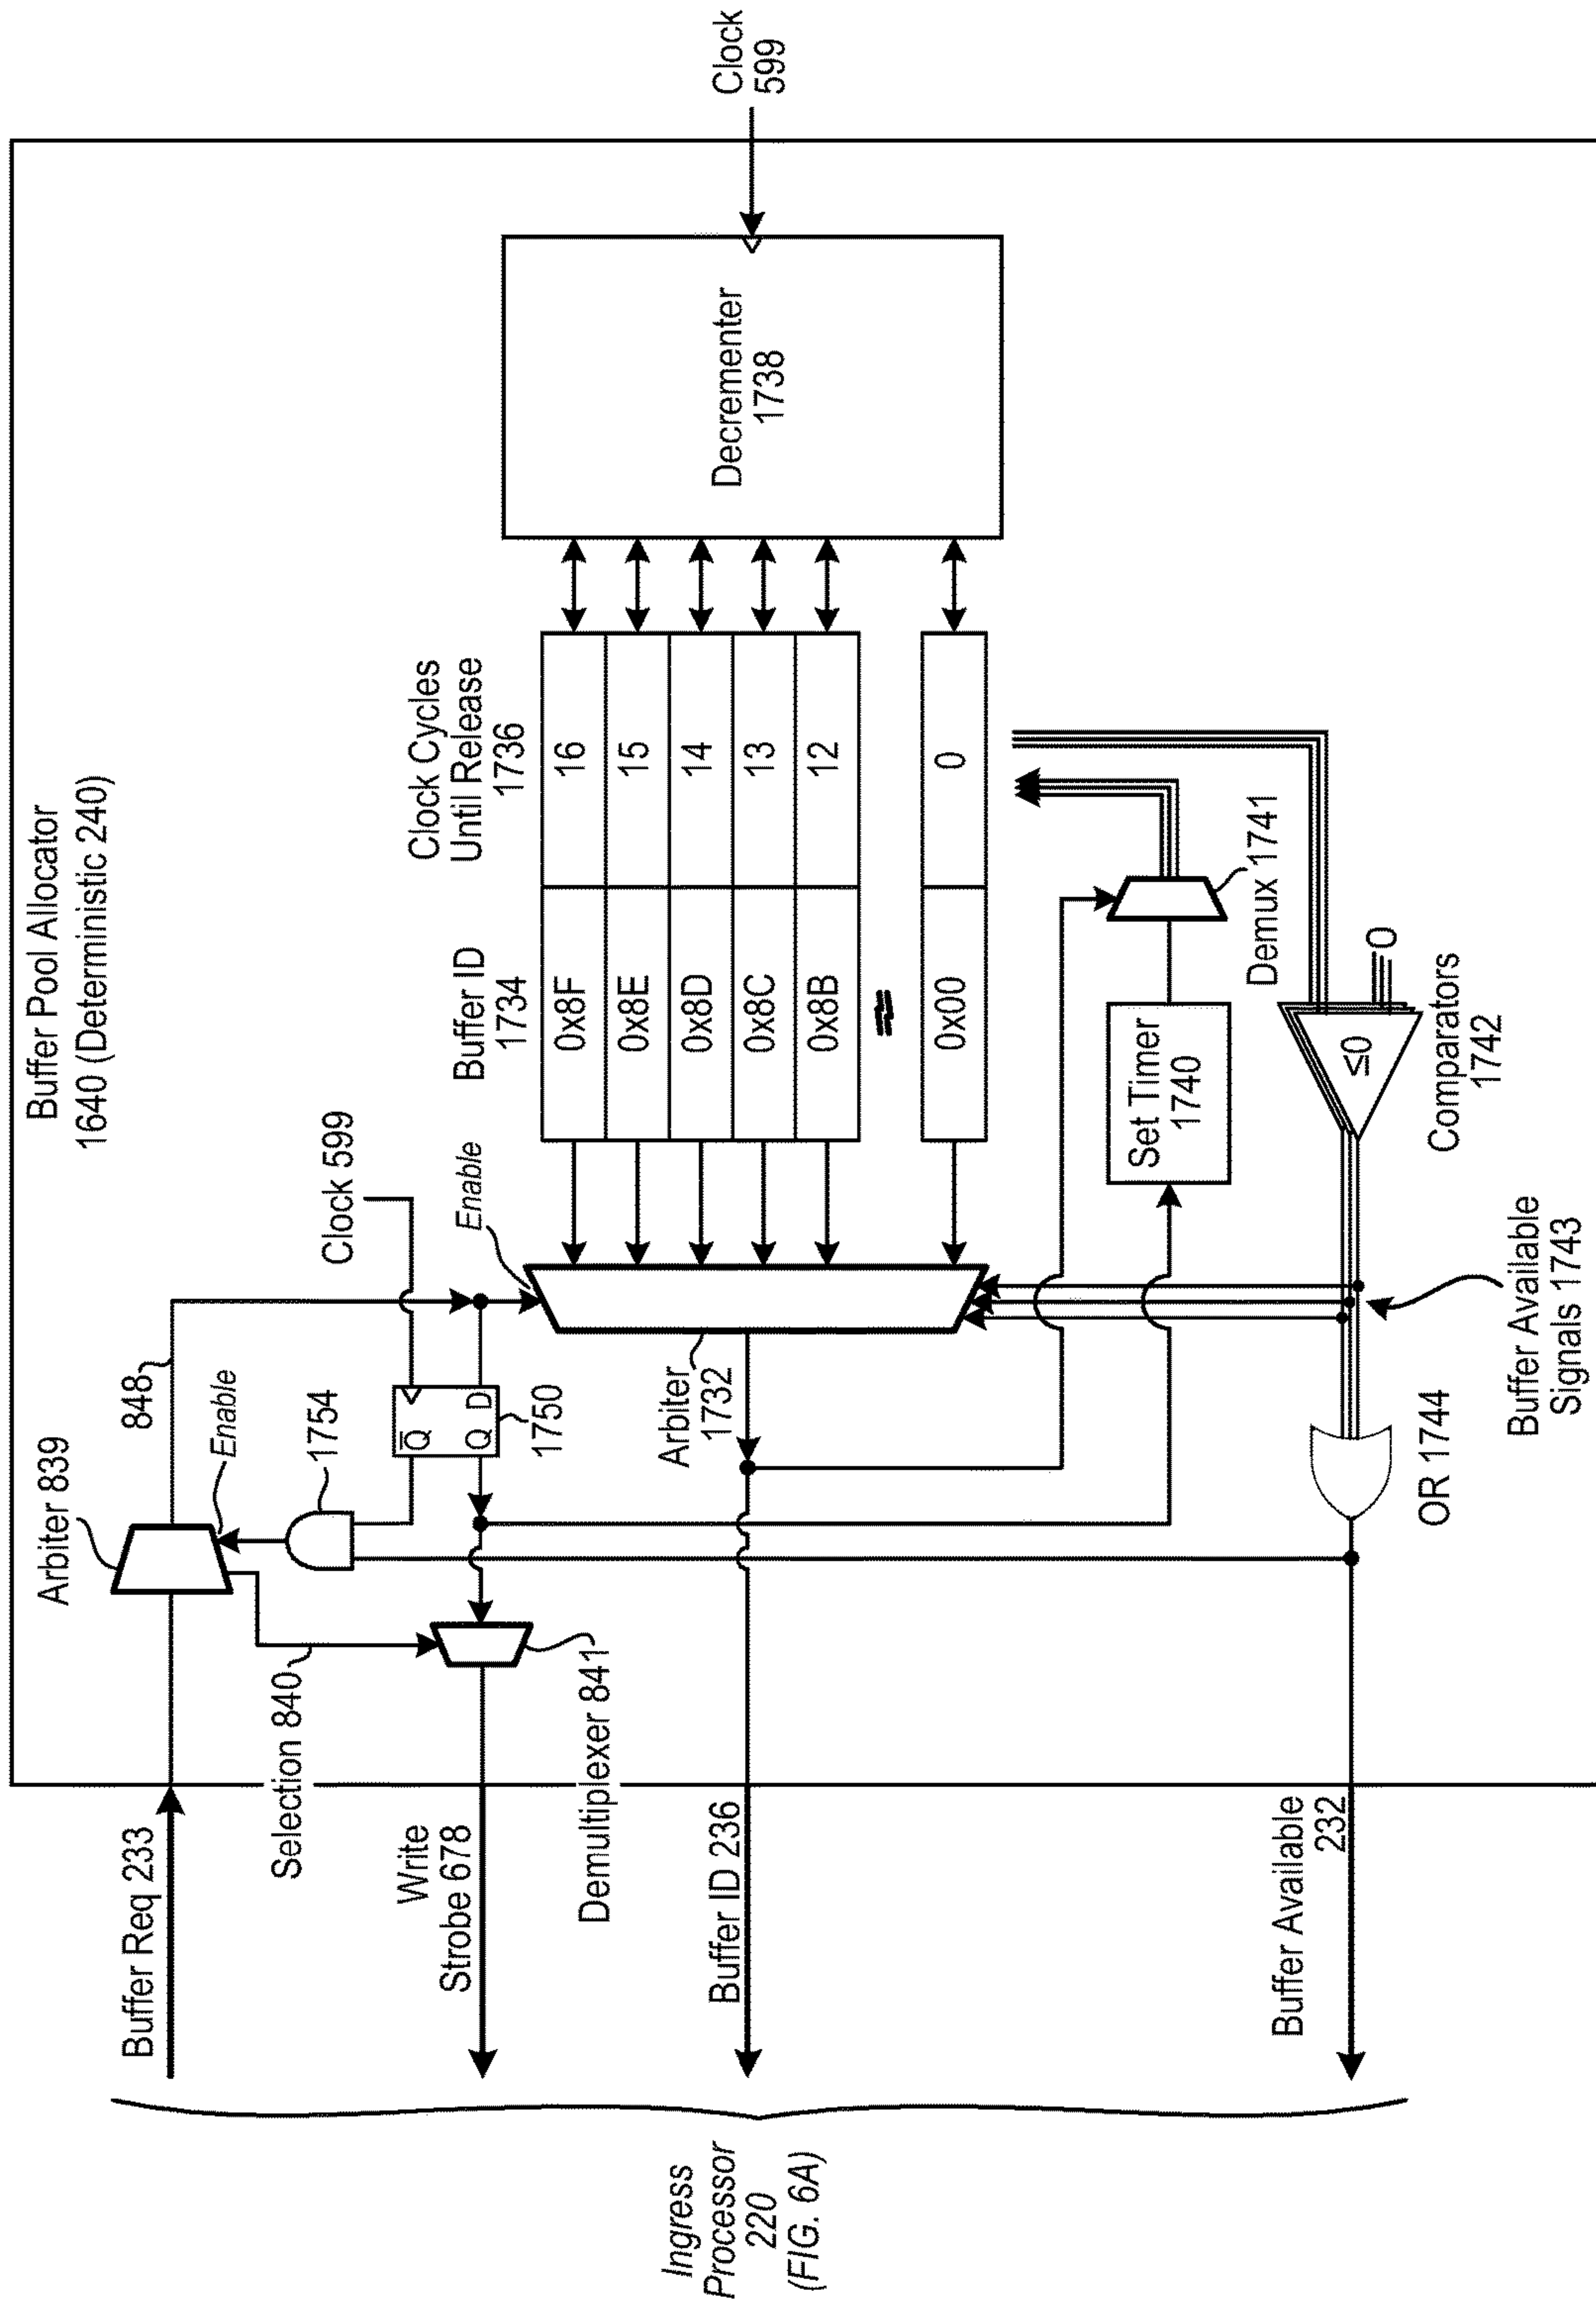 Buffer Pool Allocator
1640 (Deterministic 240)
Clock
599
Decrementer
1738
Clock Cycles
Until Release
1736
Buffer ID
1734
0x8F 16
0x8E 15
0x8D 14
0x8C 13
0x8B 12
0x00 0
Clock 599
Enable
848
Arbiter 839
Enable
1754
Q D
Q
1750
Arbiter
1732
Set Timer
1740
Demux 1741
≤0
0
Comparators
1742
Buffer Available
Signals 1743
OR 1744
Selection 840
Demultiplexer 841
Buffer Req 233
Write
Strobe 678
Buffer ID 236
Buffer Available
232
Ingress
Processor
220
(FIG. 6A)